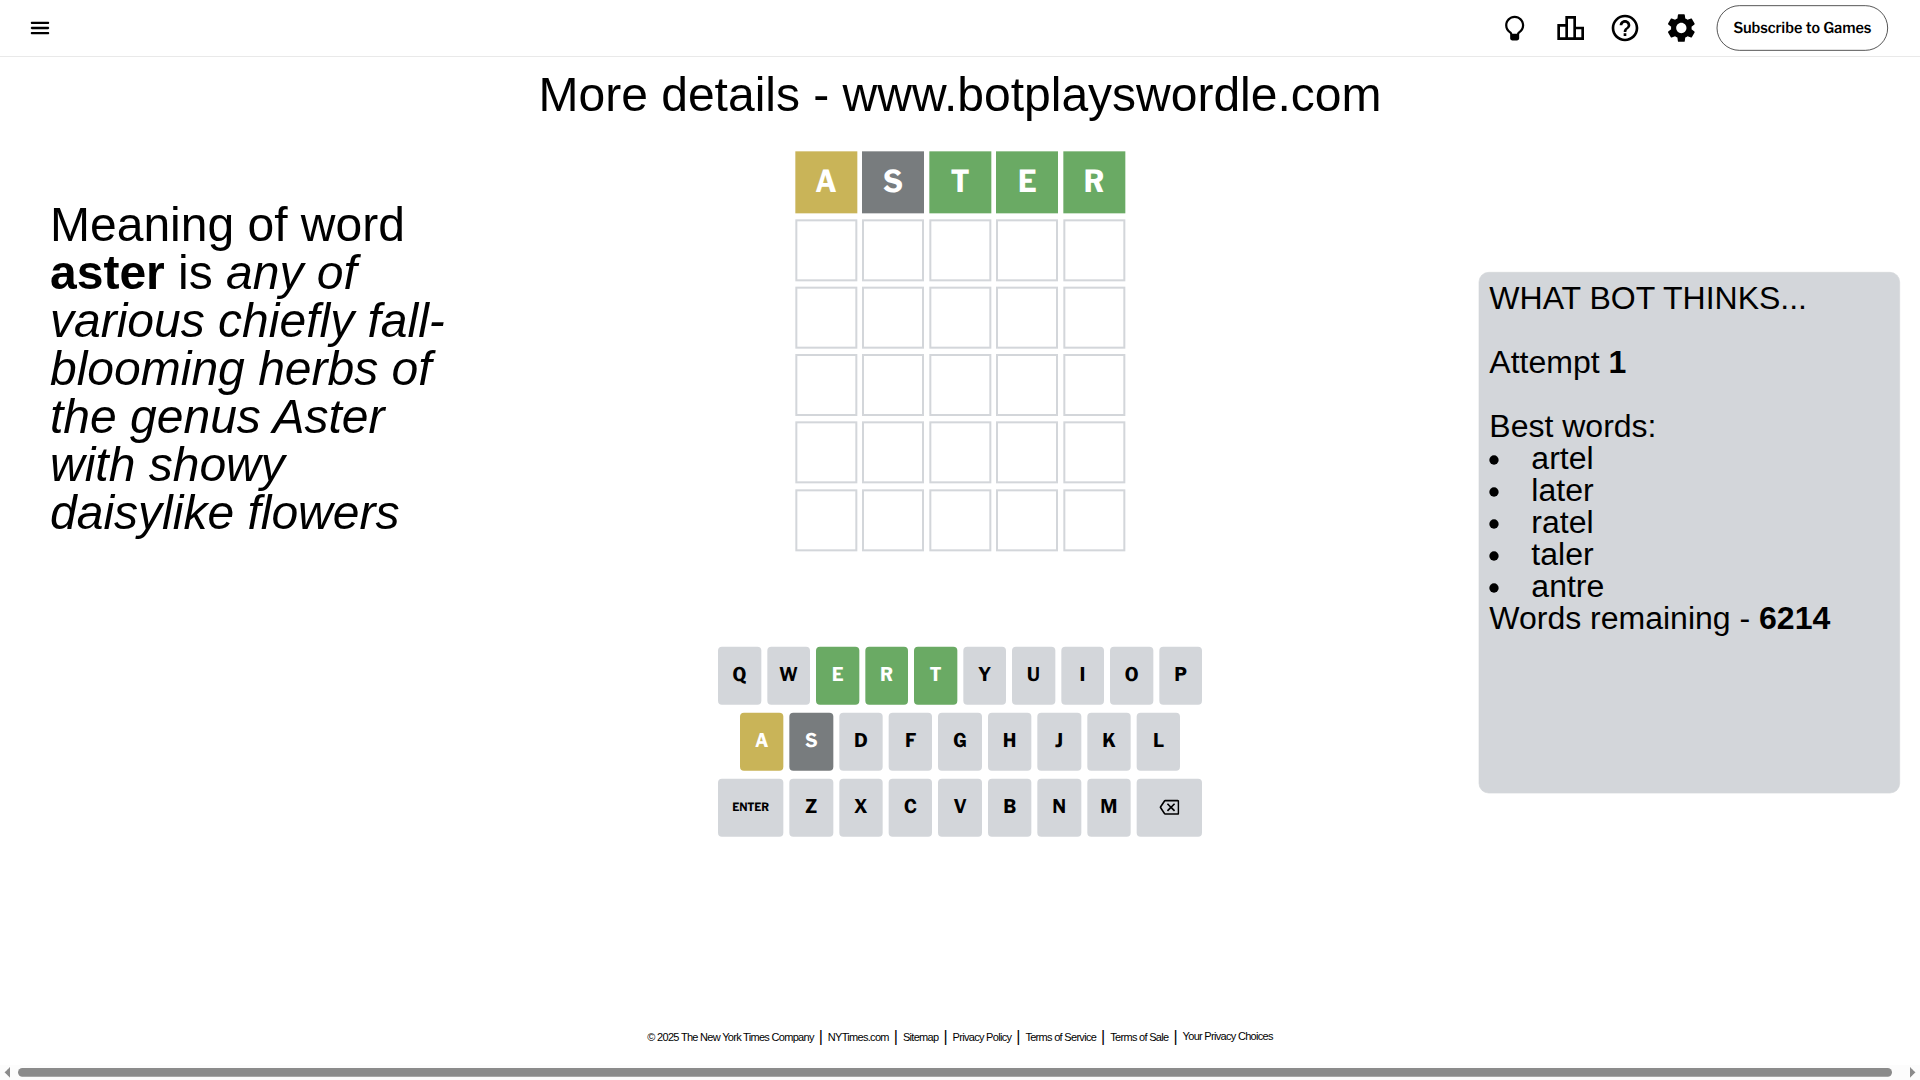 Subscribe to Games
More details - www.botplayswordle.com
Meaning of word
aster is any of
various chiefly fall-
blooming herbs of
the genus Aster
with showy
daisylike flowers
A S T E R
WHAT BOT THINKS...
Attempt 1
Best words:
• artel
• later
• ratel
• taler
• antre
Words remaining - 6214
Q W E R T Y U I O P
A S D F G H J K L
ENTER Z X C V B N M
© 2025 The New York Times Company | NYTimes.com | Sitemap | Privacy Policy | Terms of Service | Terms of Sale | Your Privacy Choices